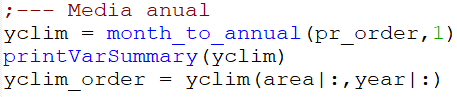 ;--- Media anual
yclim = month_to_annual(pr_order,1)
printVarSummary(yclim)
yclim_order = yclim(area|:,year|:)